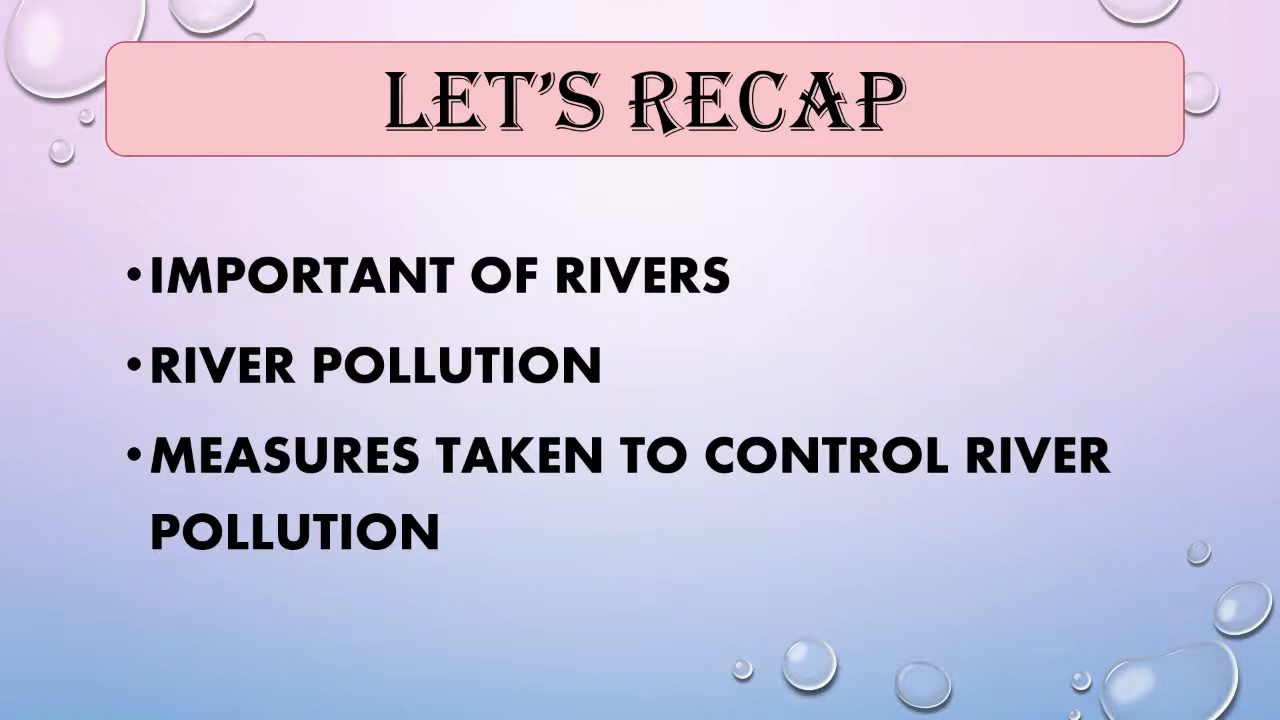 LET'S RECAP
•IMPORTANT OF RIVERS
•RIVER POLLUTION
•MEASURES TAKEN TO CONTROL RIVER
POLLUTION